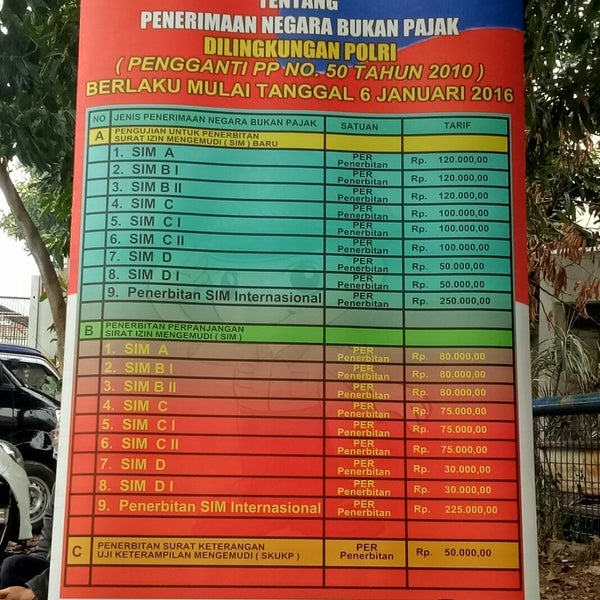 TENTANG
PENERIMAAN NEGARA BUKAN PAJAK
DILINGKUNGAN POLRI
( PENGGANTI PP NO. 50 TAHUN 2010 )
BERLAKU MULAI TANGGAL 6 JANUARI 2016
NO JENIS PENERIMAAN NEGARA BUKAN PAJAK SATUAN TARIF
A PENGUJIAN UNTUK PENERBITAN
SURAT IZIN MENGEMUDI ( SIM ) BARU
1. SIM A PER Penerbitan Rp. 120.000,00
2. SIM B I PER Penerbitan Rp. 120.000,00
3. SIM B II PER Penerbitan Rp. 120.000,00
4. SIM C PER Penerbitan Rp. 100.000,00
5. SIM C I PER Penerbitan Rp. 100.000,00
6. SIM C II PER Penerbitan Rp. 100.000,00
7. SIM D PER Penerbitan Rp. 50.000,00
8. SIM D I PER Penerbitan Rp. 50.000,00
9. Penerbitan SIM Internasional PER Penerbitan Rp. 250.000,00
B PENERBITAN PERPANJANGAN
SIRAT IZIN MENGEMUDI ( SIM )
1. SIM A PER Penerbitan Rp. 80.000,00
2. SIM B I PER Penerbitan Rp. 80.000,00
3. SIM B II PER Penerbitan Rp. 80.000,00
4. SIM C PER Penerbitan Rp. 75.000,00
5. SIM C I PER Penerbitan Rp. 75.000,00
6. SIM C II PER Penerbitan Rp. 75.000,00
7. SIM D PER Penerbitan Rp. 30.000,00
8. SIM D I PER Penerbitan Rp. 30.000,00
9. Penerbitan SIM Internasional PER Penerbitan Rp. 225.000,00
C PENERBITAN SURAT KETERANGAN
UJI KETERAMPILAN MENGEMUDI ( SKUKP ) PER Penerbitan Rp. 50.000,00